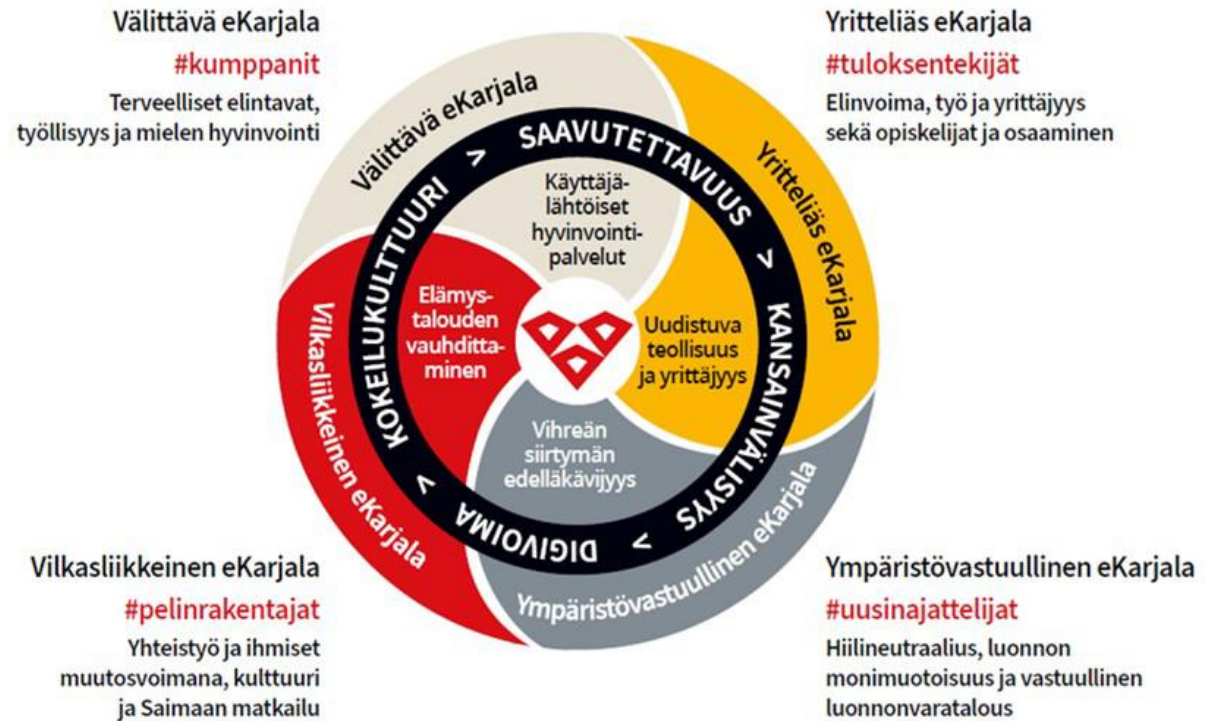 Välittävä eKarjala
#kumppanit
Terveelliset elintavat,
työllisyys ja mielen hyvinvointi
Yritteliäs eKarjala
#tuloksentekijät
Elinvoima, työ ja yrittäjyys
sekä opiskelijat ja osaaminen
Välittävä eKarjala
Yritteliäs eKarjala
Ympäristövastuullinen eKarjala
Vilkasliikkeinen eKarjala
SAAVUTETTAVUUS > KANSAINVÄLISYYS > DIGIVOIMA > KOKEILUKULTTUURI >
Käyttäjä-
lähtöiset
hyvinvointi-
palvelut
Elämys-
talouden
vauhditta-
minen
Uudistuva
teollisuus
ja yrittäjyys
Vihreän
siirtymän
edelläkävijyys
Vilkasliikkeinen eKarjala
#pelinrakentajat
Yhteistyö ja ihmiset
muutosvoimana, kulttuuri
ja Saimaan matkailu
Ympäristövastuullinen eKarjala
#uusinajattelijat
Hiilineutraalius, luonnon
monimuotoisuus ja vastuullinen
luonnonvaratalous